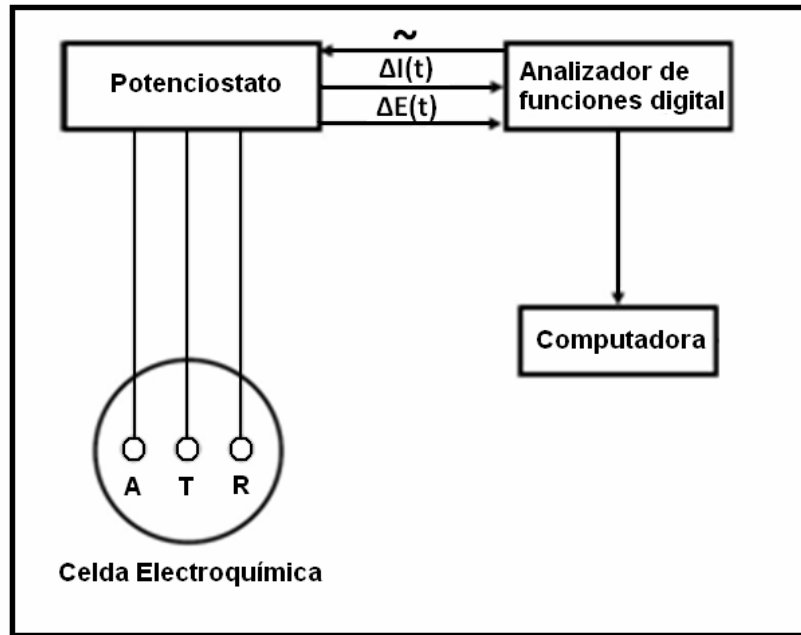 Potenciostato
~
ΔI(t)
ΔE(t)
Analizador de
funciones digital
Computadora
A T R
Celda Electroquímica